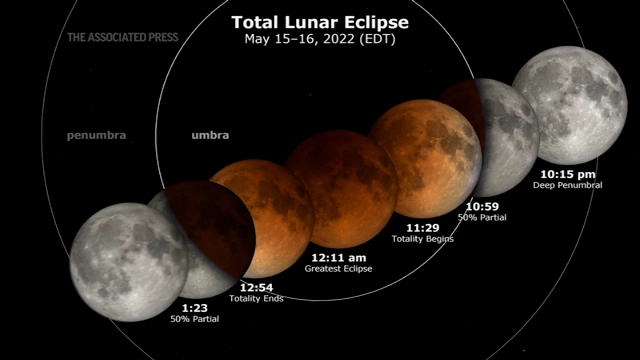 Total Lunar Eclipse
May 15–16, 2022 (EDT)
THE ASSOCIATED PRESS
penumbra
umbra
10:15 pm
Deep Penumbral
10:59
50% Partial
11:29
Totality Begins
12:11 am
Greatest Eclipse
12:54
Totality Ends
1:23
50% Partial